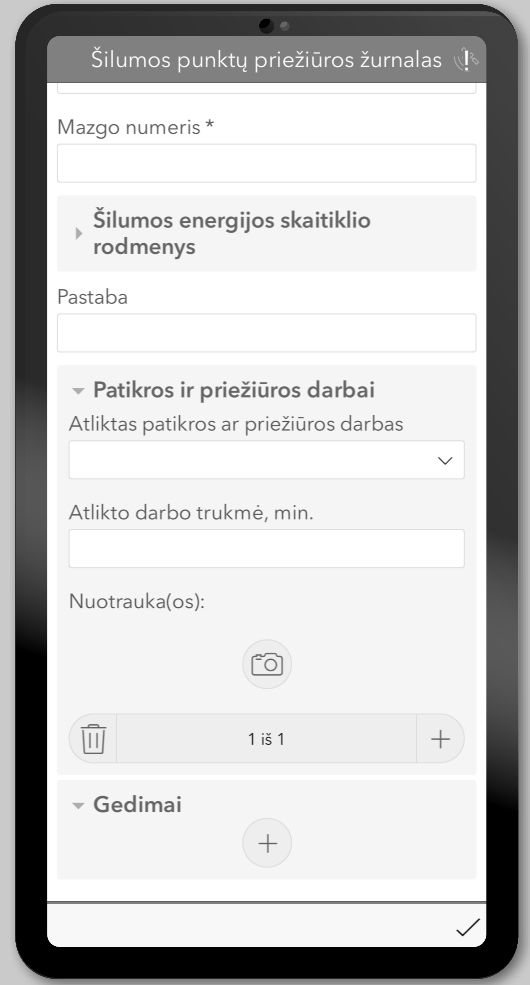 Šilumos punktų priežiūros žurnalas
Mazgo numeris *
Šilumos energijos skaitiklio
rodmenys
Pastaba
Patikros ir priežiūros darbai
Atliktas patikros ar priežiūros darbas
Atlikto darbo trukmė, min.
Nuotrauka(os):
1 iš 1
Gedimai